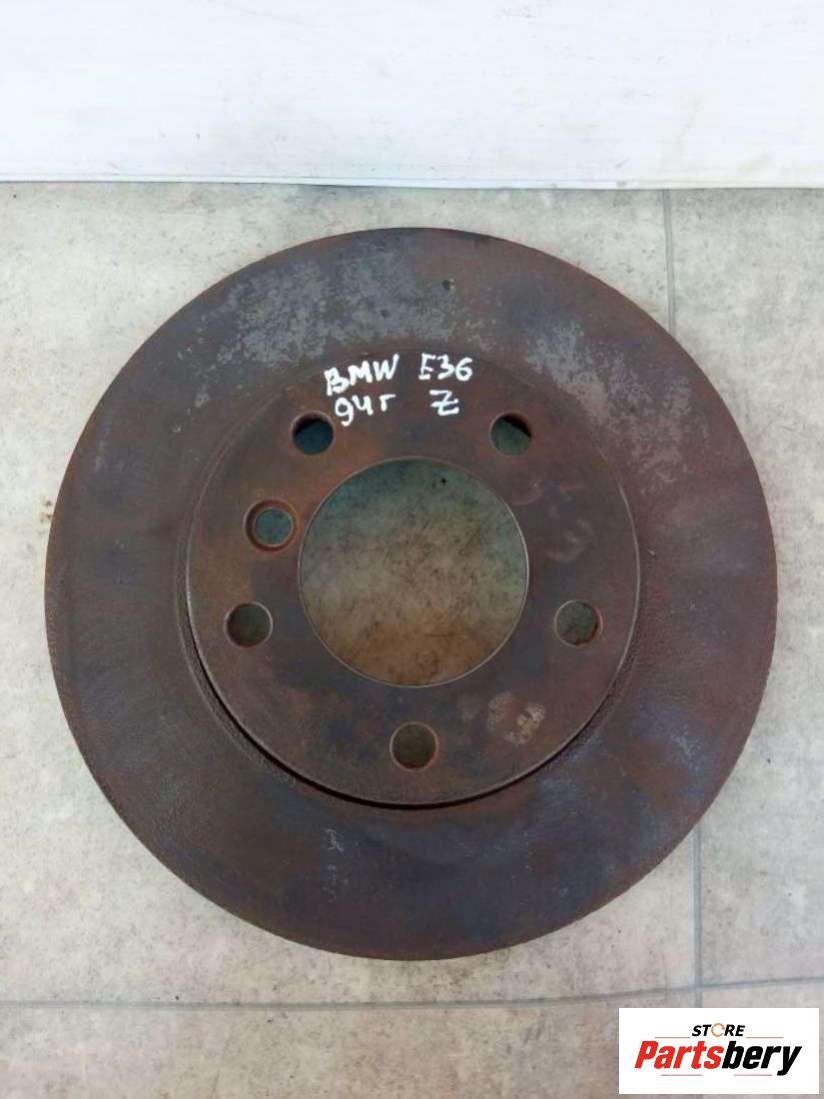 BMW E36
94г Z
STORE
Partsbery